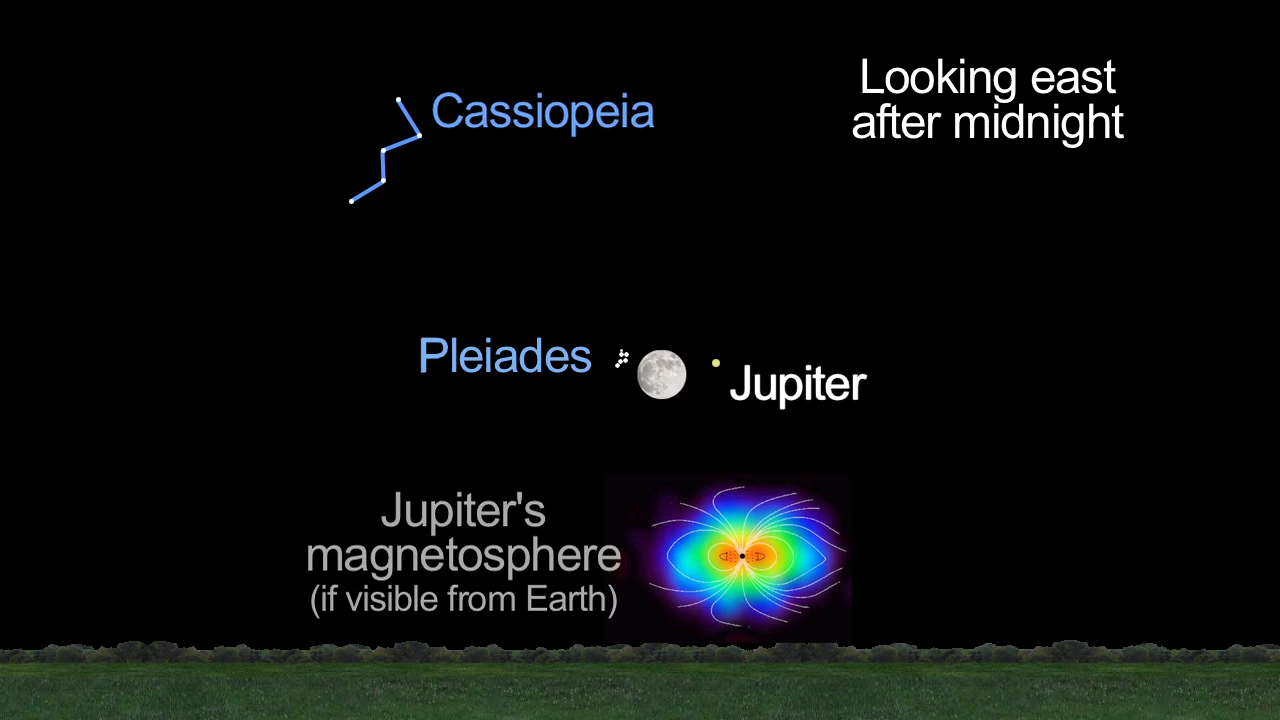 Looking east
after midnight
Cassiopeia
Pleiades
Jupiter
Jupiter's
magnetosphere
(if visible from Earth)